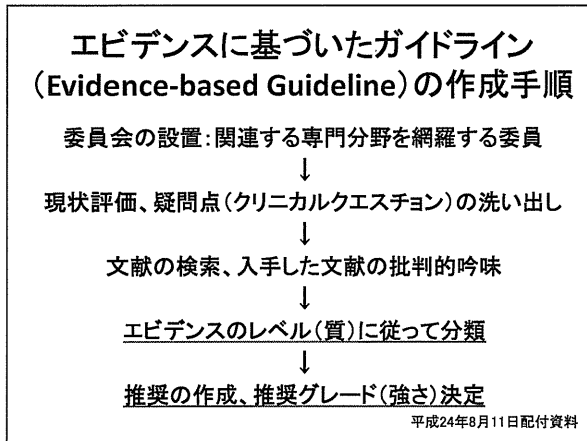 エビデンスに基づいたガイドライン
（Evidence-based Guideline）の作成手順
委員会の設置：関連する専門分野を網羅する委員
↓
現状評価、疑問点（クリニカルクエスチョン）の洗い出し
↓
文献の検索、入手した文献の批判的吟味
↓
エビデンスのレベル（質）に従って分類
↓
推奨の作成、推奨グレード（強さ）決定
平成24年8月11日配付資料